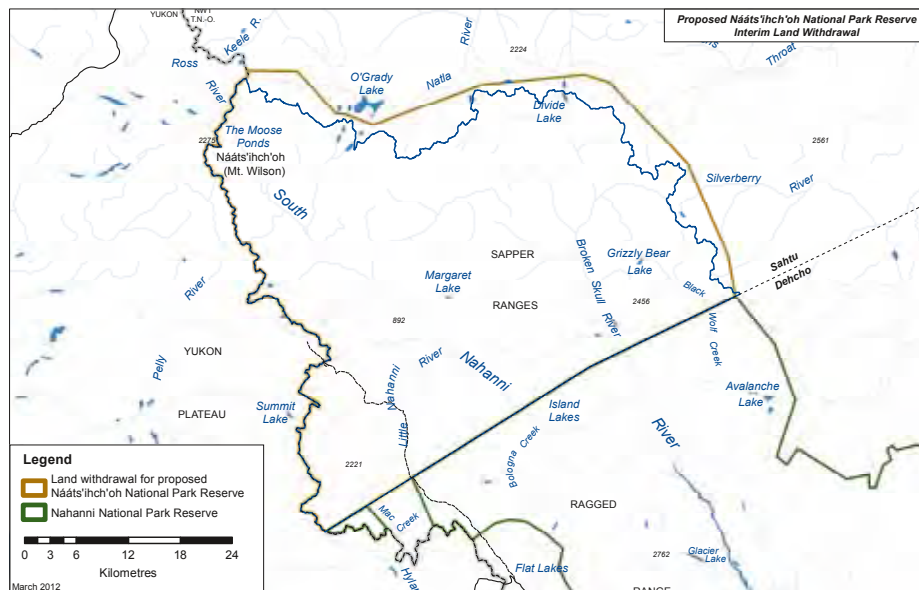 Proposed Nááts'ihch'oh National Park Reserve
Interim Land Withdrawal
YUKON
NWT
T.N.-O.
Keele R.
Ross
River
River
2224
Throat
O'Grady
Lake
Natla
Divide
Lake
The Moose
Ponds
2275
Nááts'ihch'oh
(Mt. Wilson)
2561
Silverberry
River
South
SAPPER
Broken Skull
River
Grizzly Bear
Lake
Sahtu
Dehcho
Margaret
Lake
RANGES
2456
Black
Wolf Creek
River
892
YUKON
Pelly
River
Nahanni
Nahanni
Little
Avalanche
Lake
PLATEAU
Summit
Lake
Island
Lakes
River
Bologna Creek
2221
Legend
Land withdrawal for proposed
Nááts'ihch'oh National Park Reserve
Nahanni National Park Reserve
0 2 4 6 12 18 24
Kilometres
March 2012
Mac
Creek
RAGGED
2762
Glacier
Lake
Flat Lakes